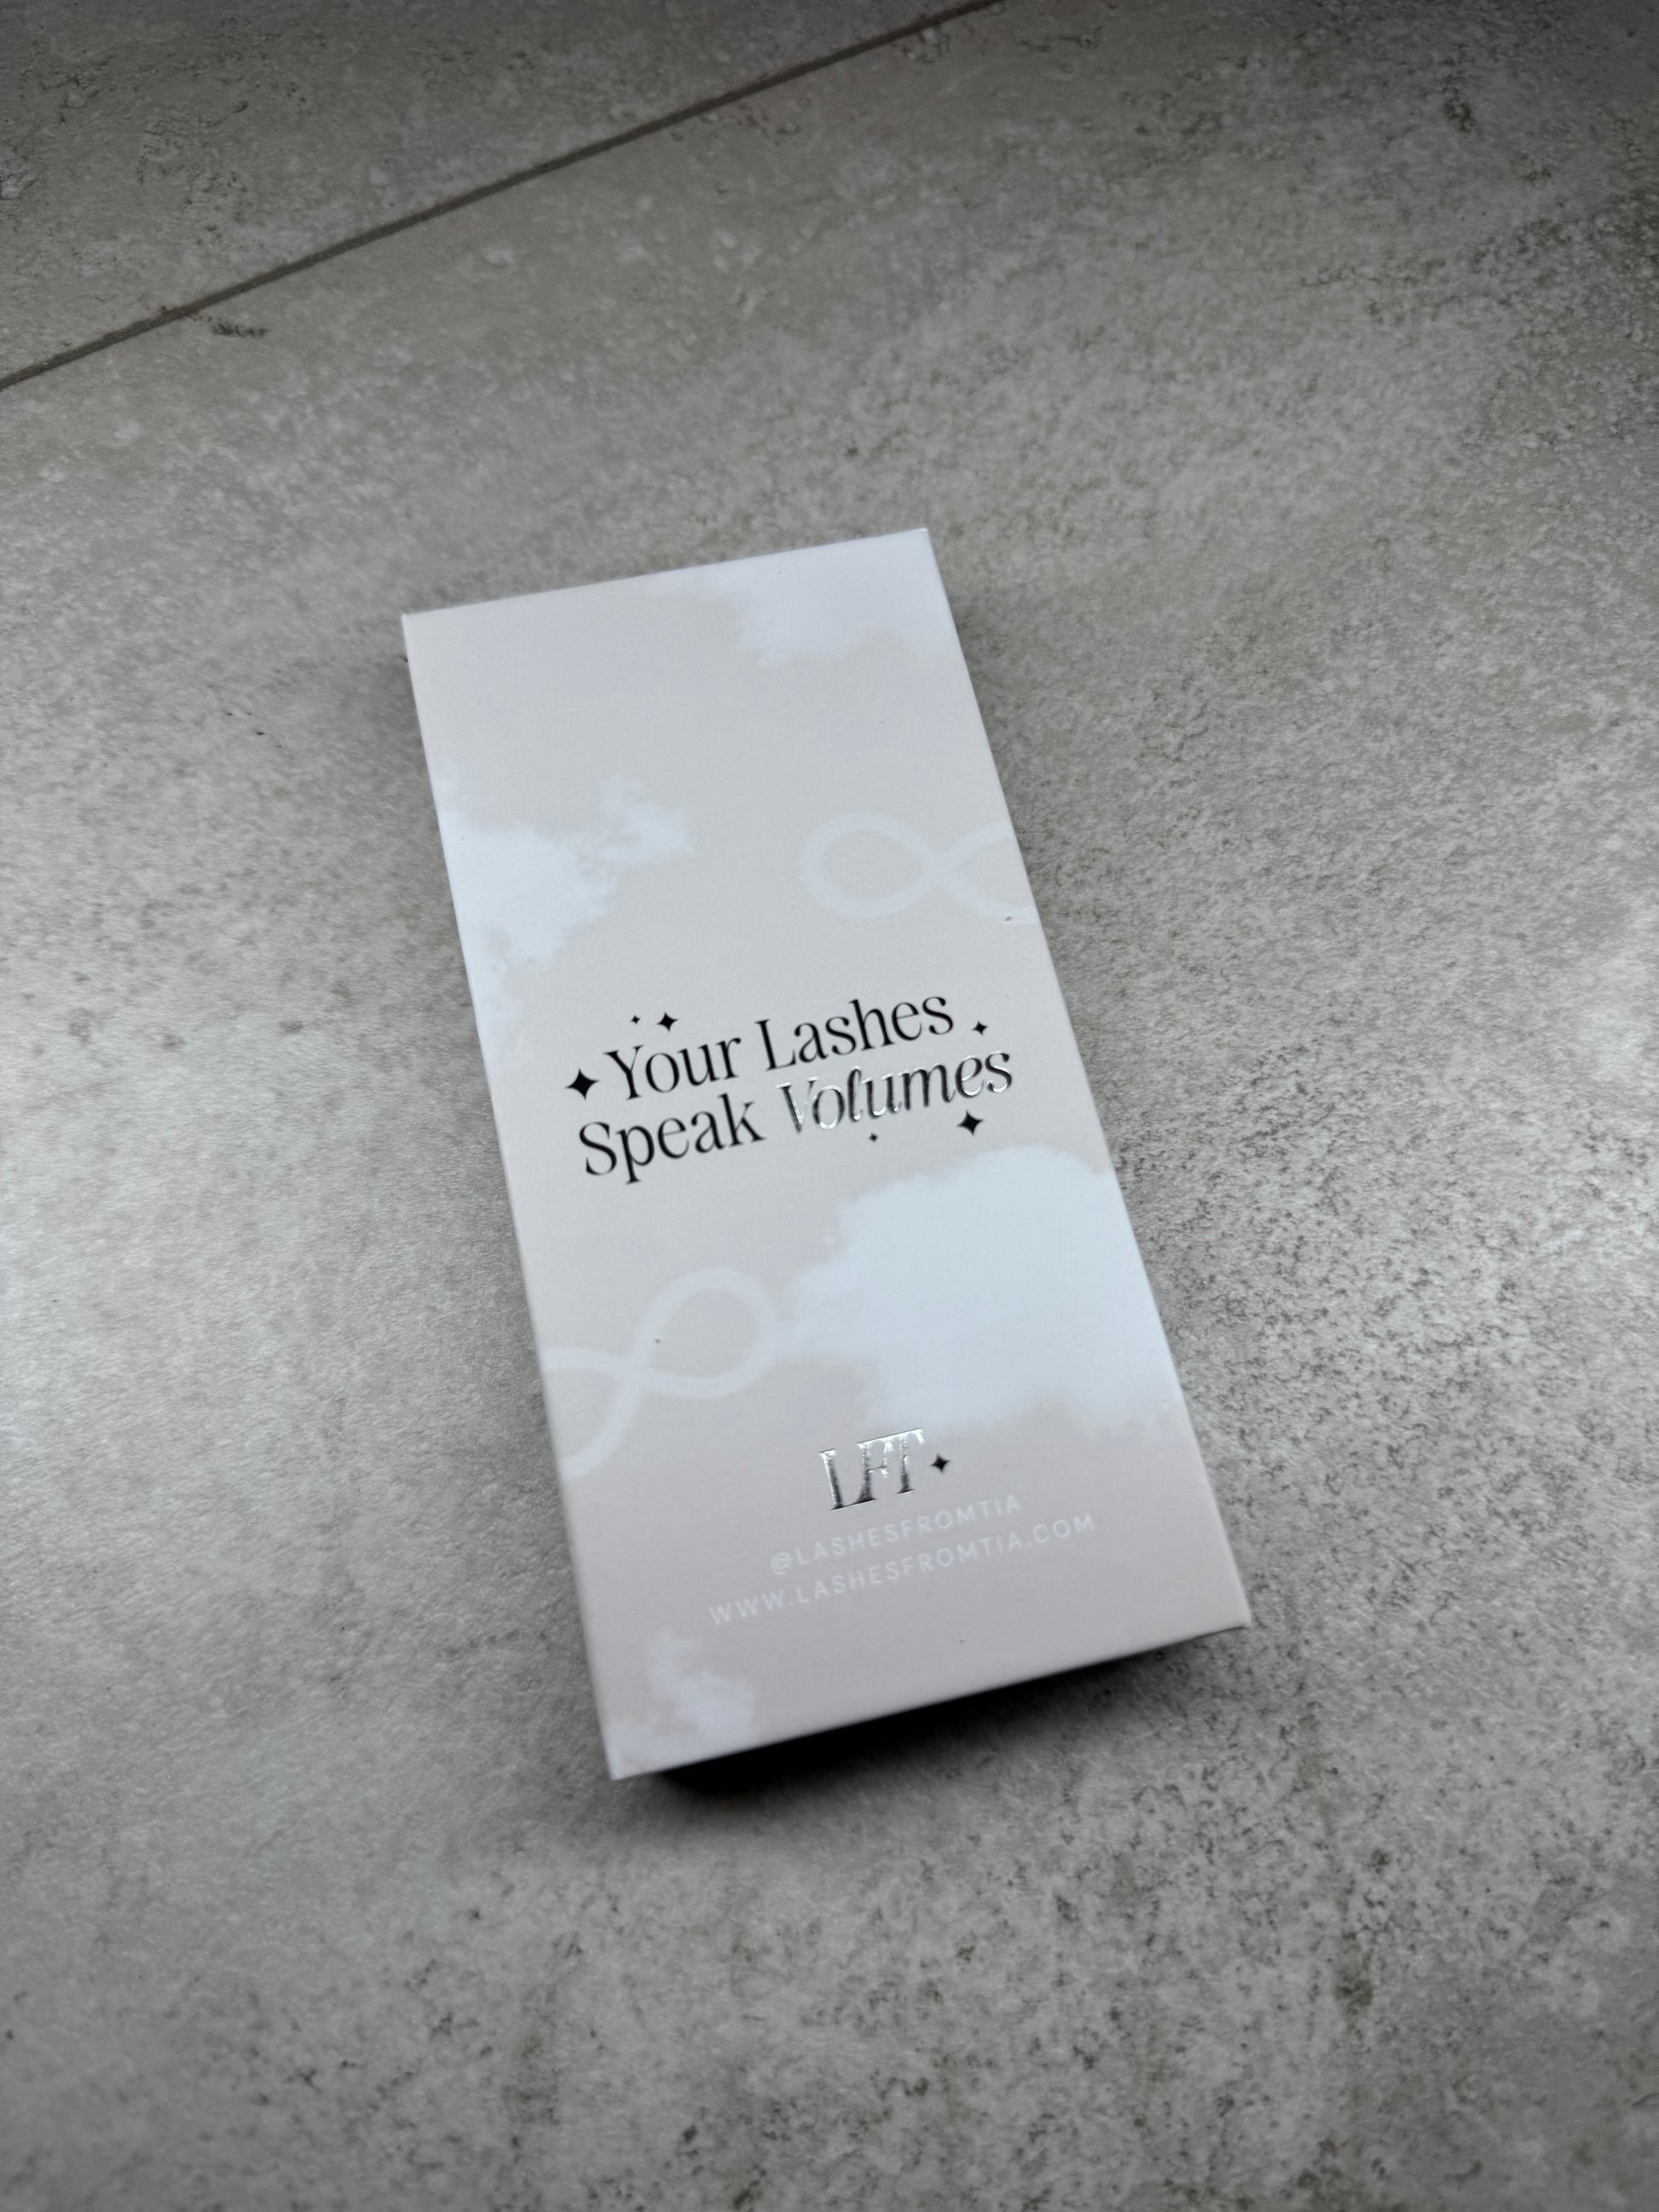 Your Lashes
Speak Volumes
LFT
@LASHESFROMTIA
WWW.LASHESFROMTIA.COM